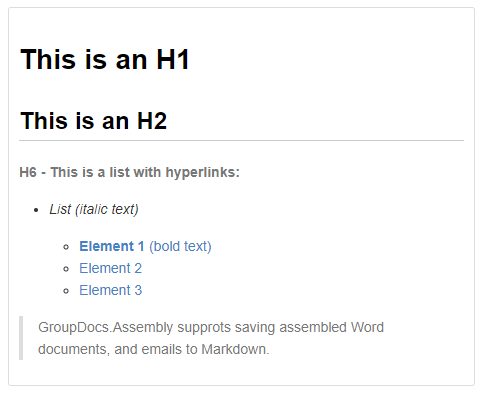 This is an H1
This is an H2
H6 - This is a list with hyperlinks:
List (italic text)
Element 1 (bold text)
Element 2
Element 3
GroupDocs.Assembly supprots saving assembled Word
documents, and emails to Markdown.